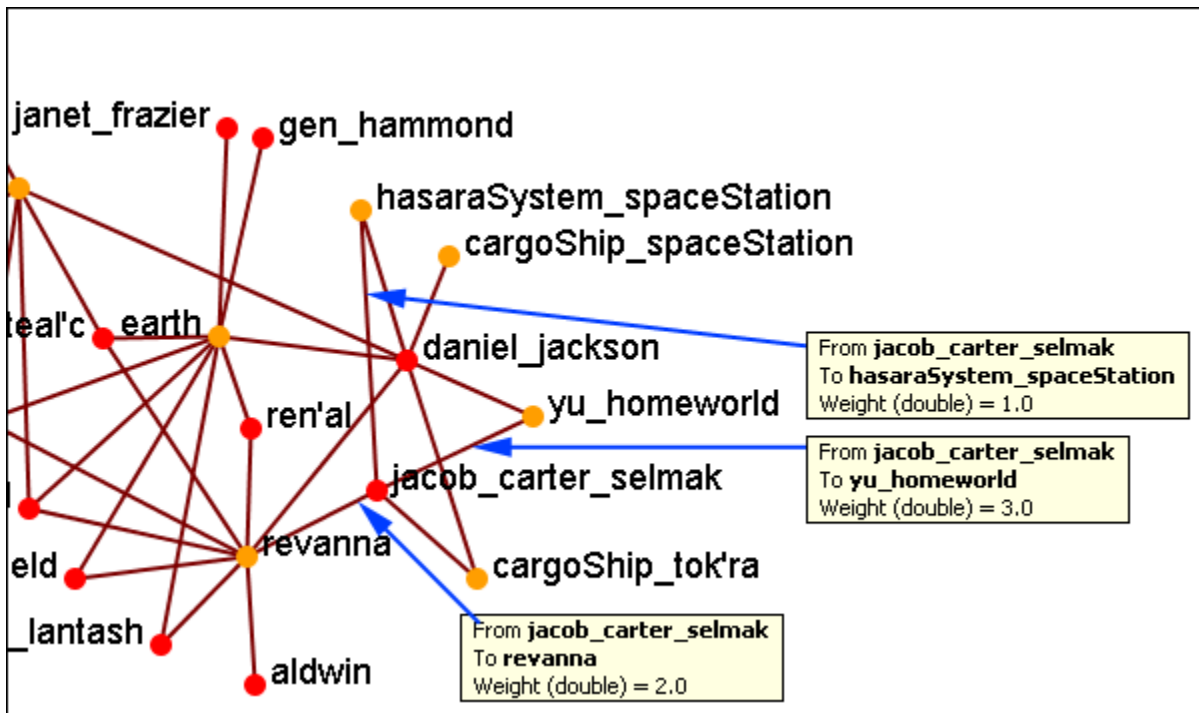 janet_frazier
gen_hammond
hasaraSystem_spaceStation
cargoShip_spaceStation
teal'c
earth
daniel_jackson
From jacob_carter_selmak
To hasaraSystem_spaceStation
Weight (double) = 1.0
yu_homeworld
ren'al
From jacob_carter_selmak
To yu_homeworld
Weight (double) = 3.0
jacob_carter_selmak
revanna
eld
cargoShip_tok'ra
_lantash
From jacob_carter_selmak
To revanna
Weight (double) = 2.0
aldwin